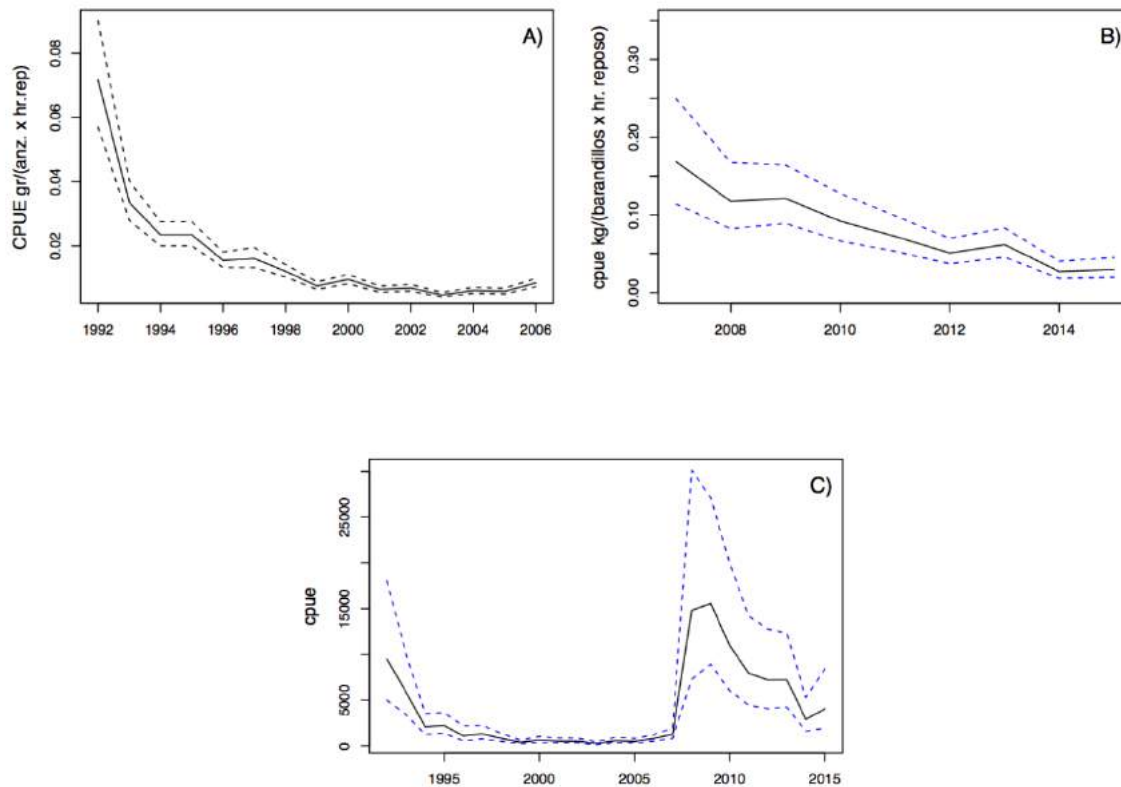 A)
CPUE gr/(anz. x hr.rep)
0.08
0.06
0.04
0.02
1992 1994 1996 1998 2000 2002 2004 2006
B)
cpue kg/(barandillos x hr. reposo)
0.30
0.20
0.10
0.00
2008 2010 2012 2014
C)
cpue
25000
15000
5000
0
1995 2000 2005 2010 2015